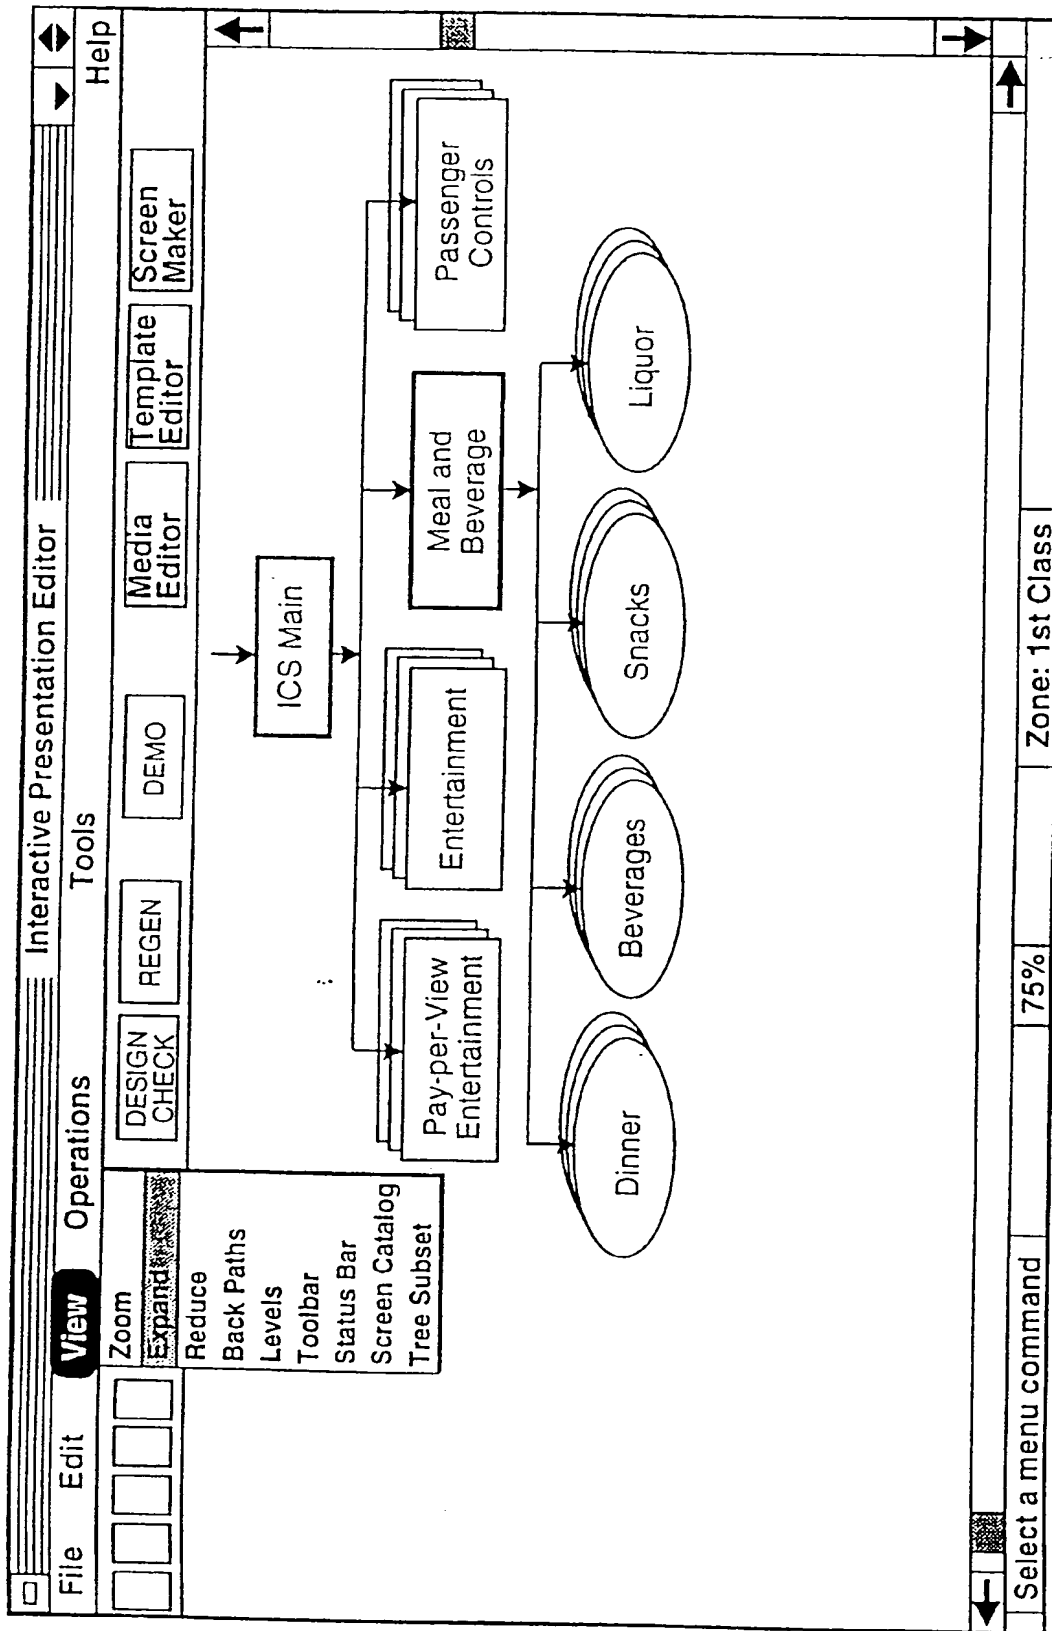 Interactive Presentation Editor
File Edit View Operations Tools Help
DESIGN
CHECK
REGEN
DEMO
Media
Editor
Template
Editor
Screen
Maker
Zoom
Expand
Reduce
Back Paths
Levels
Toolbar
Status Bar
Screen Catalog
Tree Subset
ICS Main
Pay-per-View
Entertainment
Entertainment
Meal and
Beverage
Passenger
Controls
Dinner
Beverages
Snacks
Liquor
Select a menu command
75%
Zone: 1st Class